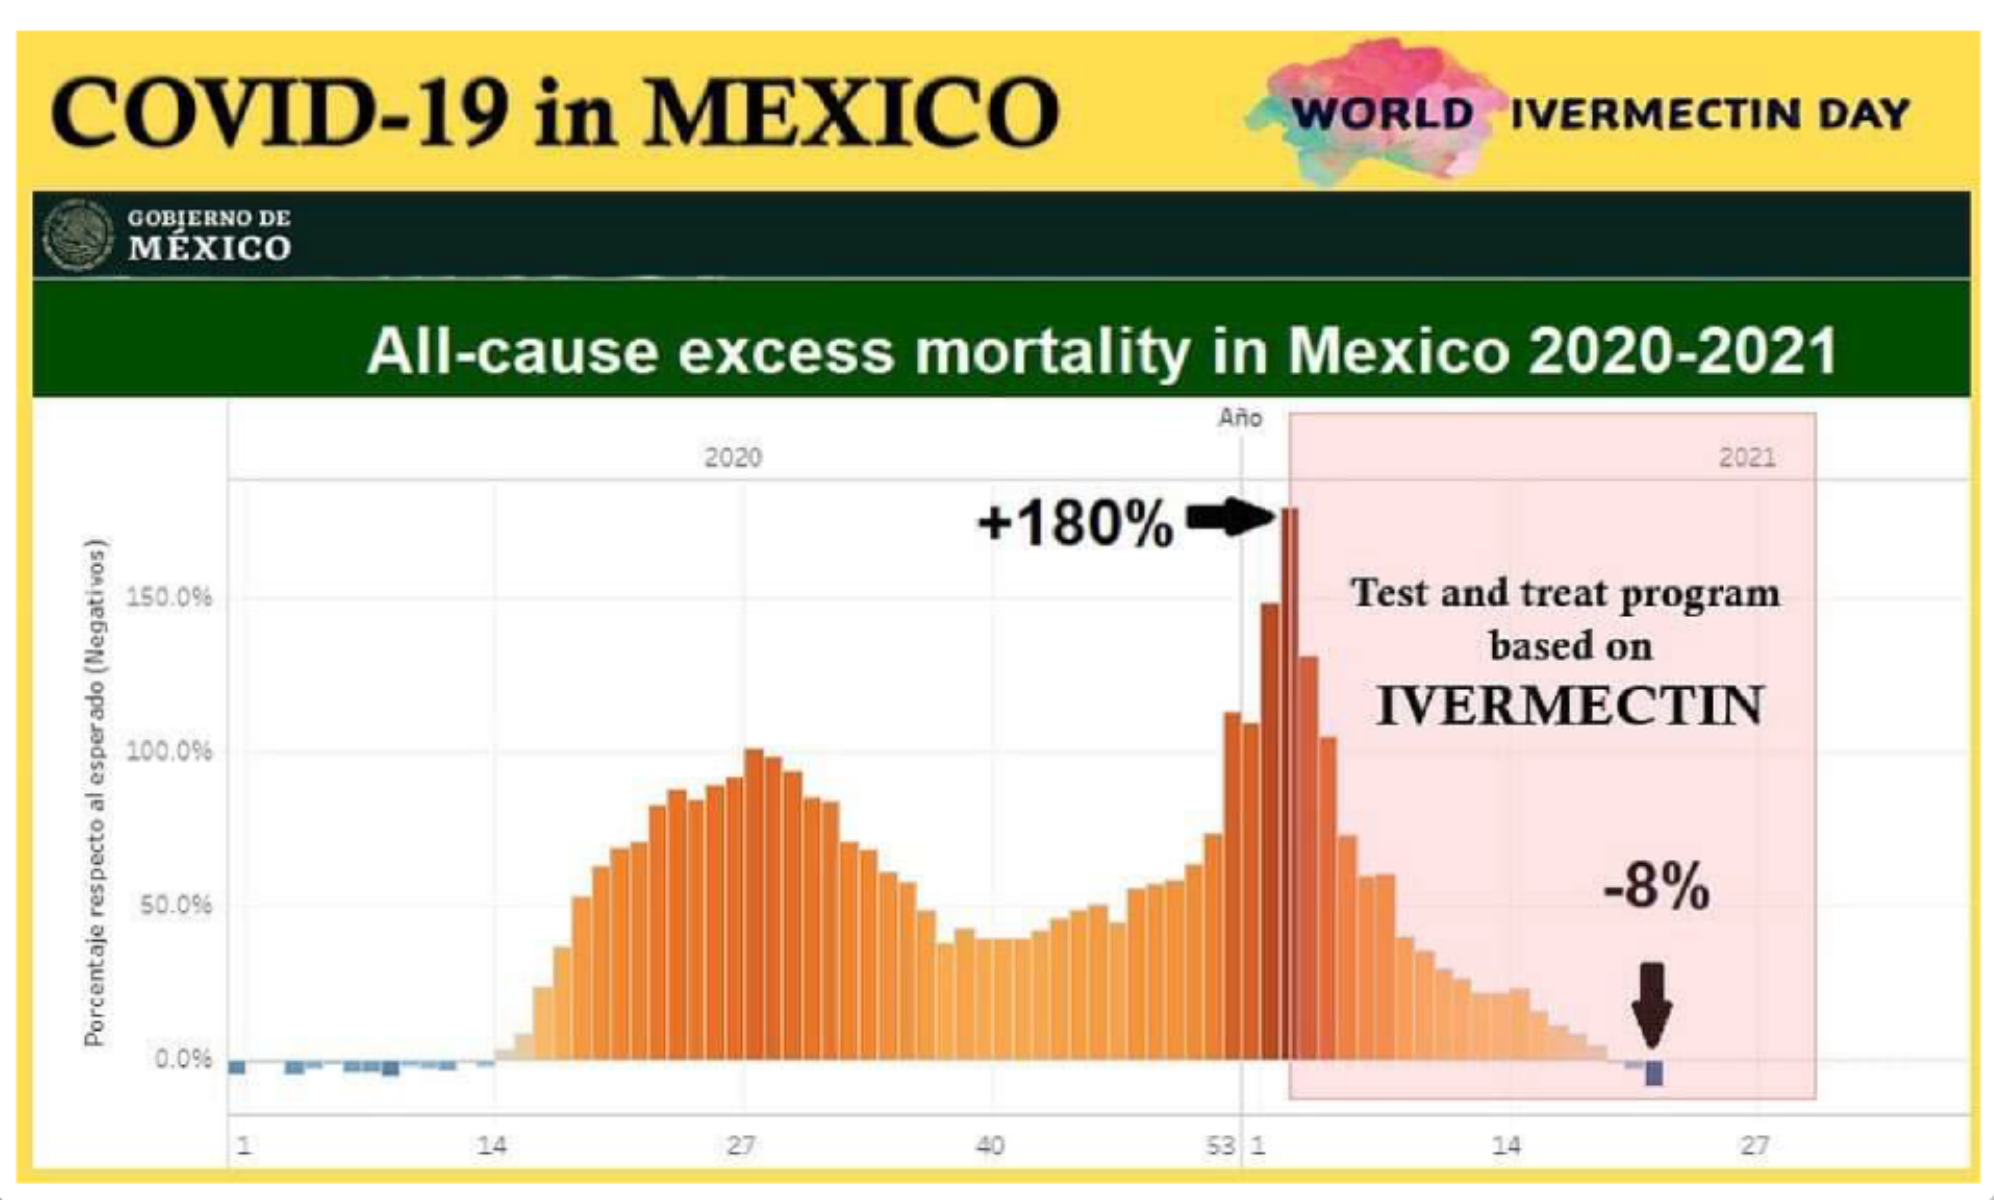 COVID-19 in MEXICO
WORLD IVERMECTIN DAY
GOBIERNO DE
MÉXICO
All-cause excess mortality in Mexico 2020-2021
Año
2020
2021
+180%
Test and treat program
based on
IVERMECTIN
-8%
Porcentaje respecto al esperado (Negativos)
150.0%
100.0%
50.0%
0.0%
1 14 27 40 53 1 14 27